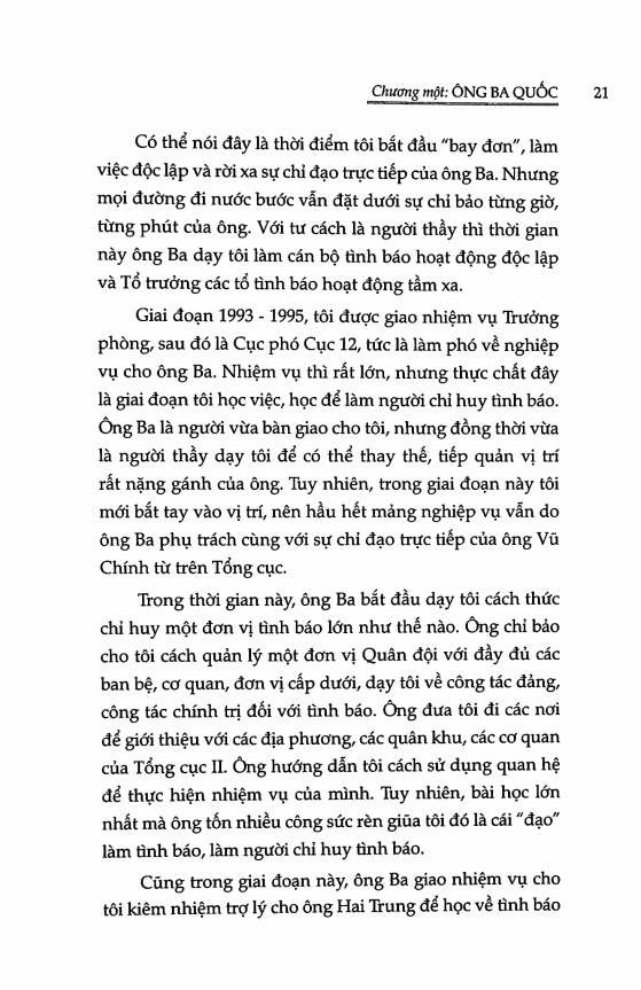 Chương một: ÔNG BA QUỐC 21
Có thể nói đây là thời điểm tôi bắt đầu "bay đơn", làm
việc độc lập và rời xa sự chỉ đạo trực tiếp của ông Ba. Nhưng
mọi đường đi nước bước vẫn đặt dưới sự chỉ bảo từng giờ,
từng phút của ông. Với tư cách là người thầy thì thời gian
này ông Ba dạy tôi làm cán bộ tình báo hoạt động độc lập
và Tổ trưởng các tổ tình báo hoạt động tầm xa.
Giai đoạn 1993 - 1995, tôi được giao nhiệm vụ Trưởng
phòng, sau đó là Cục phó Cục 12, tức là làm phó về nghiệp
vụ cho ông Ba. Nhiệm vụ thì rất lớn, nhưng thực chất đây
là giai đoạn tôi học việc, học để làm người chỉ huy tình báo.
Ông Ba là người vừa bàn giao cho tôi, nhưng đồng thời vừa
là người thầy dạy tôi để có thể thay thế, tiếp quản vị trí
rất nặng gánh của ông. Tuy nhiên, trong giai đoạn này tôi
mới bắt tay vào vị trí, nên hầu hết mảng nghiệp vụ vẫn do
ông Ba phụ trách cùng với sự chỉ đạo trực tiếp của ông Vũ
Chính từ trên Tổng cục.
Trong thời gian này, ông Ba bắt đầu dạy tôi cách thức
chỉ huy một đơn vị tình báo lớn như thế nào. Ông chỉ bảo
cho tôi cách quản lý một đơn vị Quân đội với đầy đủ các
ban bệ, cơ quan, đơn vị cấp dưới, dạy tôi về công tác đảng,
công tác chính trị đối với tình báo. Ông đưa tôi đi các nơi
để giới thiệu với các địa phương, các quân khu, các cơ quan
của Tổng cục II. Ông hướng dẫn tôi cách sử dụng quan hệ
để thực hiện nhiệm vụ của mình. Tuy nhiên, bài học lớn
nhất mà ông tốn nhiều công sức rèn giũa tôi đó là cái "đạo"
làm tình báo, làm người chỉ huy tình báo.
Cũng trong giai đoạn này, ông Ba giao nhiệm vụ cho
tôi kiêm nhiệm trợ lý cho ông Hai Trung để học về tình báo